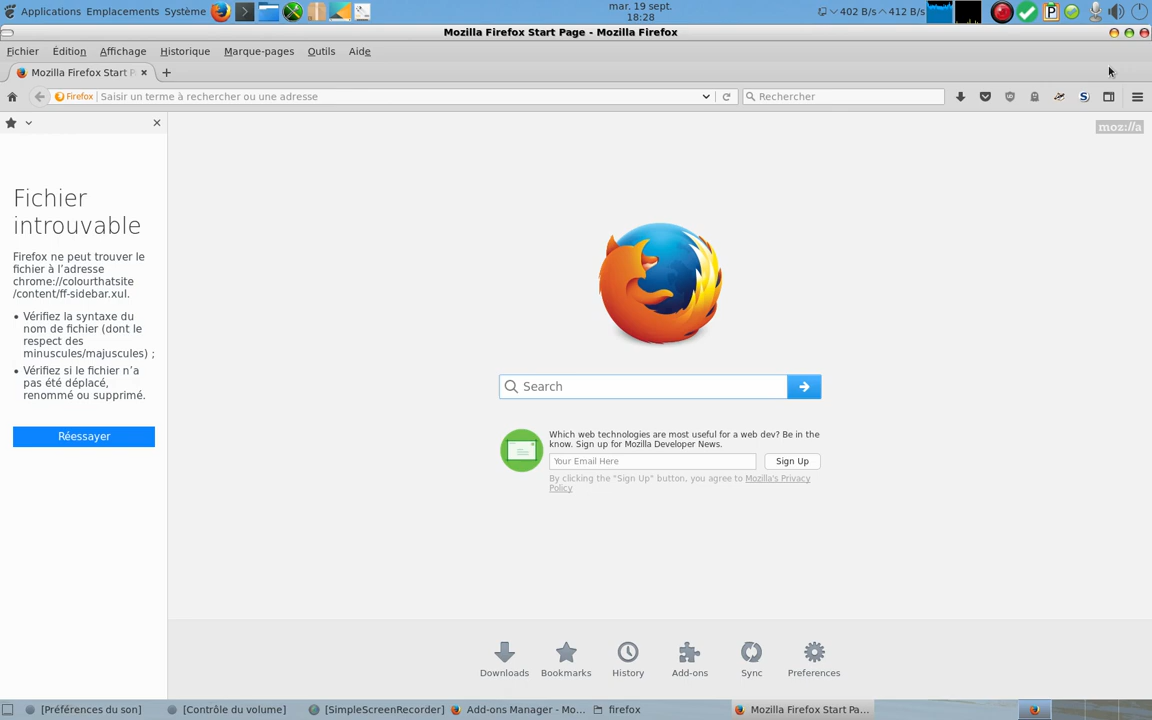 Applications Emplacements Système
mar. 19 sept.
18:28
402 B/s 412 B/s
Mozilla Firefox Start Page - Mozilla Firefox
Fichier Édition Affichage Historique Marque-pages Outils Aide
Mozilla Firefox Start P
Firefox Saisir un terme à rechercher ou une adresse
Rechercher
moz://a
Fichier
introuvable
Firefox ne peut trouver le
fichier à l’adresse
chrome://colourthatsite
/content/ff-sidebar.xul.
• Vérifiez la syntaxe du
nom de fichier (dont le
respect des
minuscules/majuscules) ;
• Vérifiez si le fichier n’a
pas été déplacé,
renommé ou supprimé.
Réessayer
Search
Which web technologies are most useful for a web dev? Be in the
know. Sign up for Mozilla Developer News.
Your Email Here
Sign Up
By clicking the "Sign Up" button, you agree to Mozilla's Privacy
Policy
Downloads Bookmarks History Add-ons Sync Preferences
[Préférences du son] [Contrôle du volume] [SimpleScreenRecorder] Add-ons Manager - Mo... firefox Mozilla Firefox Start Pa...